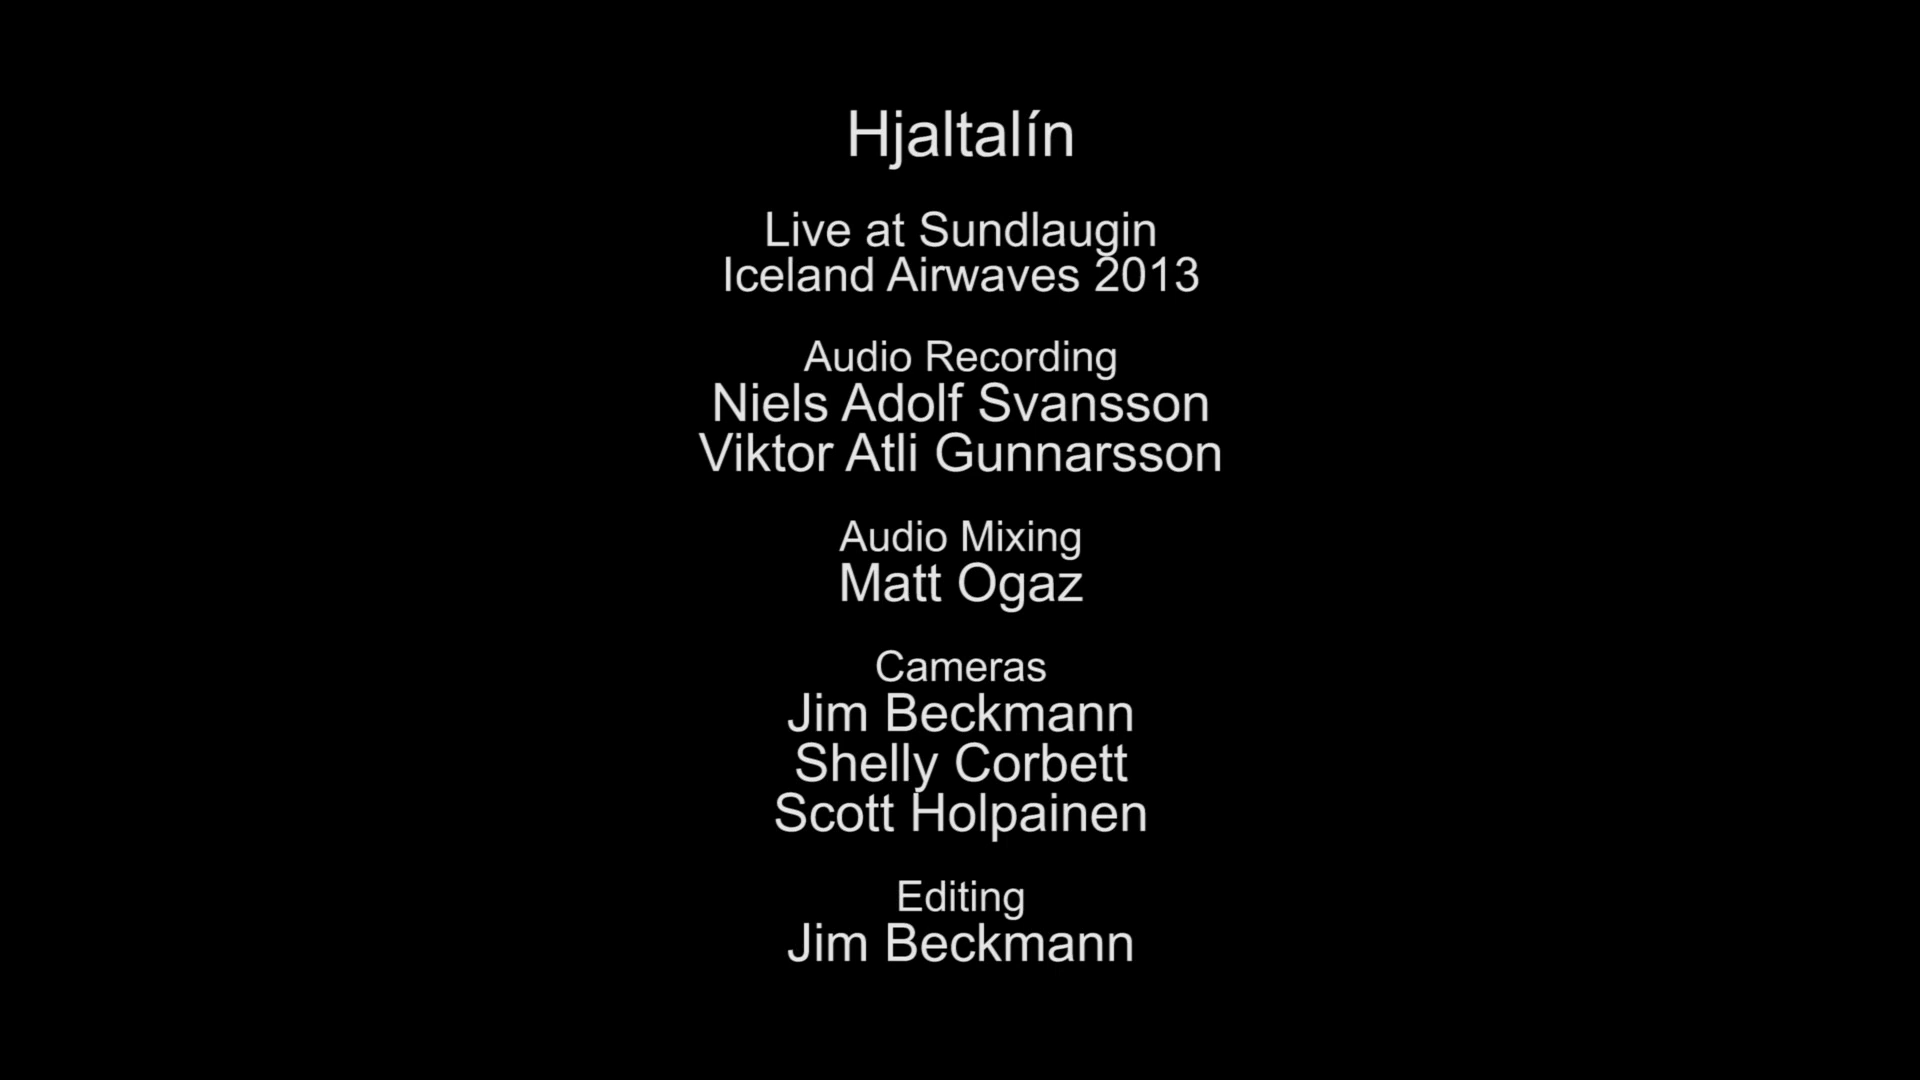 Hjaltalín
Live at Sundlaugin
Iceland Airwaves 2013
Audio Recording
Niels Adolf Svansson
Viktor Atli Gunnarsson
Audio Mixing
Matt Ogaz
Cameras
Jim Beckmann
Shelly Corbett
Scott Holpainen
Editing
Jim Beckmann